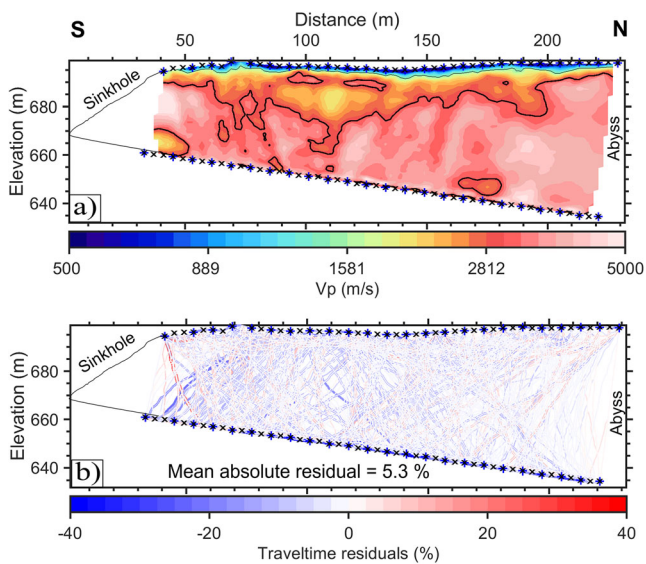 S Distance (m) N
50 100 150 200
Elevation (m)
680
660
640
Sinkhole
Abyss
a)
500 889 1581 2812 5000
Vp (m/s)
Elevation (m)
680
660
640
Sinkhole
Abyss
b)
Mean absolute residual = 5.3 %
-40 -20 0 20 40
Traveltime residuals (%)